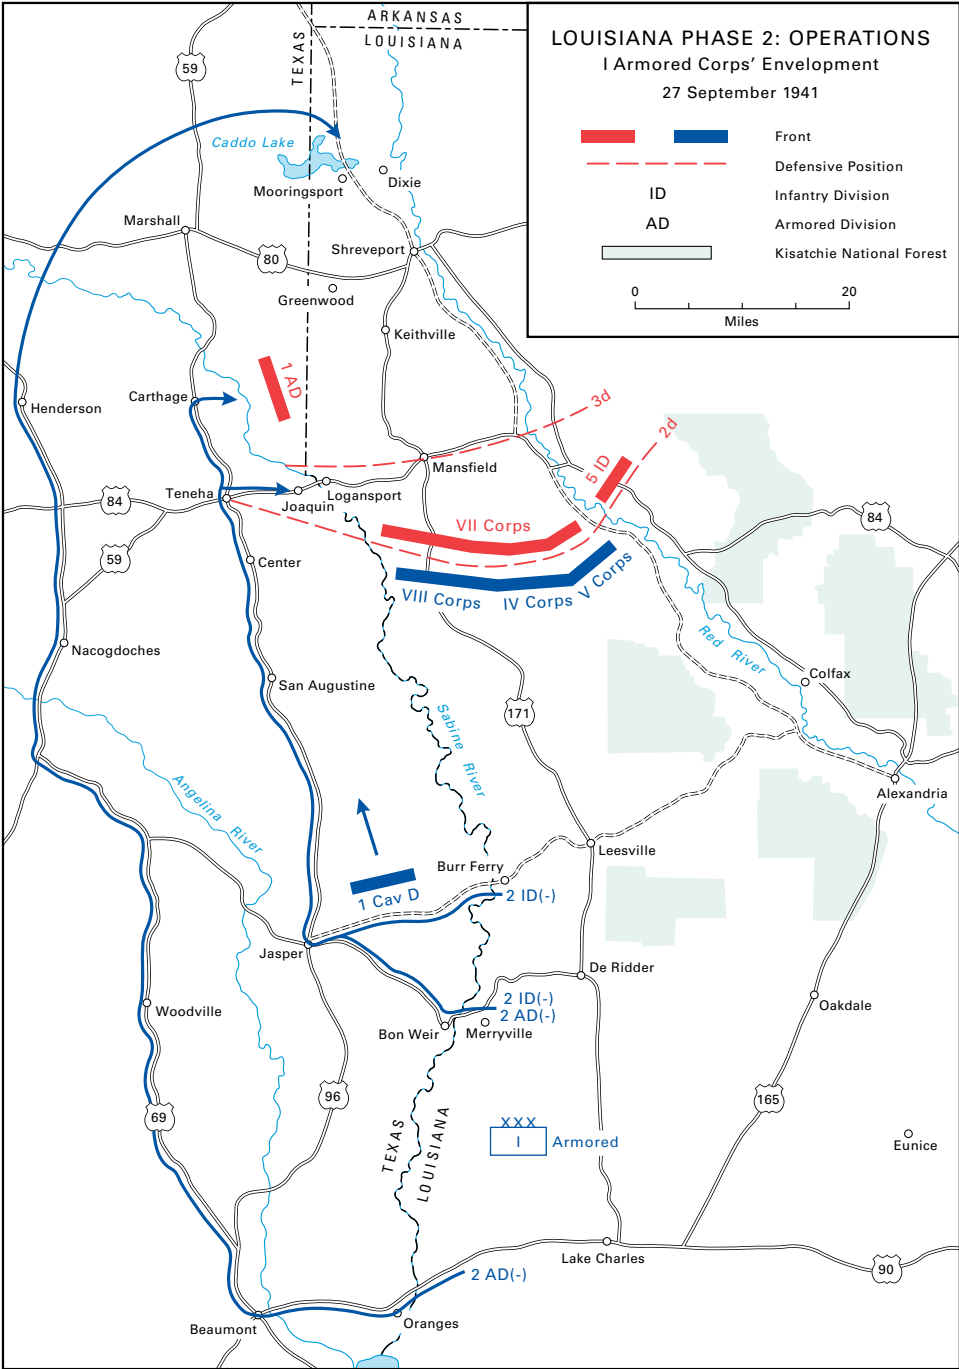 LOUISIANA PHASE 2: OPERATIONS
I Armored Corps’ Envelopment
27 September 1941
Front
Defensive Position
ID Infantry Division
AD Armored Division
Kisatchie National Forest
0 20
Miles
ARKANSAS
LOUISIANA
TEXAS
59
Caddo Lake
Mooringsport
Dixie
Marshall
Shreveport
80
Greenwood
Keithville
1 AD
Carthage
Henderson
3d
2d
Mansfield
5 ID
Teneha
Logansport
Joaquin
84
VII Corps
84
59
Center
VIII Corps
IV Corps
V Corps
Nacogdoches
Red River
San Augustine
Colfax
171
Sabine River
Angelina River
Alexandria
Leesville
Burr Ferry
1 Cav D
2 ID(-)
Jasper
De Ridder
2 ID(-)
2 AD(-)
Woodville
Oakdale
Bon Weir
Merryville
96
165
69
XXX
I
Armored
TEXAS
LOUISIANA
Eunice
Lake Charles
90
2 AD(-)
Beaumont
Oranges